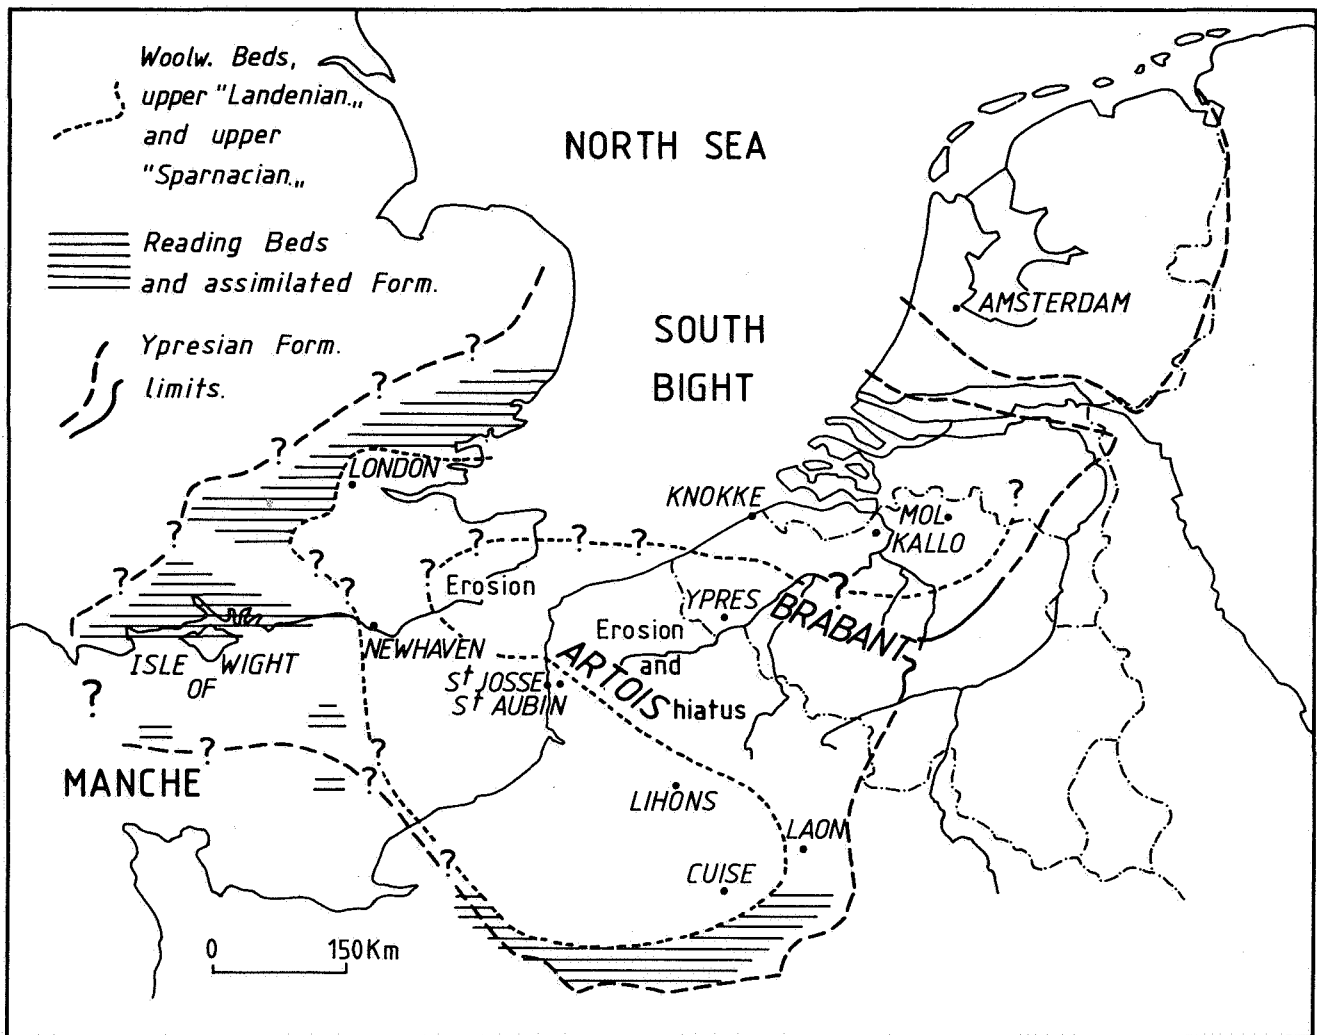 Woolw. Beds,
upper "Landenian.,,
and upper
"Sparnacian.,,
Reading Beds
and assimilated Form.
Ypresian Form.
limits.
NORTH SEA
SOUTH
BIGHT
AMSTERDAM
?
?
?
?
?
?
LONDON
KNOKKE
MOL
KALLO
?
?
?
?
?
?
?
Erosion
YPRES
?
BRABANT
NEWHAVEN
Erosion
and
hiatus
ARTOIS
ISLE WIGHT
OF
St JOSSE
St AUBIN
?
?
MANCHE
?
?
?
?
LIHONS
LAON
CUISE
0 150Km